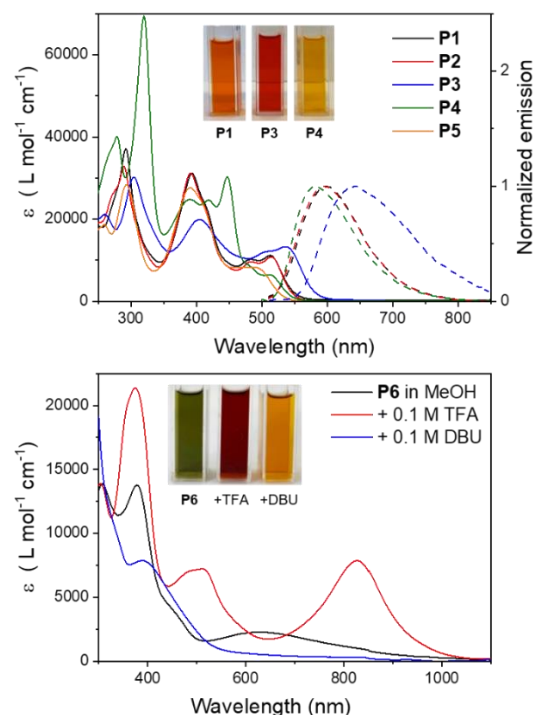 60000
40000
20000
0
ε ( L mol⁻¹ cm⁻¹)
P1 P3 P4
P1
P2
P3
P4
P5
2
1
0
Normalized emission
300 400 500 600 700 800
Wavelength (nm)
20000
15000
10000
5000
0
ε ( L mol⁻¹ cm⁻¹)
P6 +TFA +DBU
P6 in MeOH
+ 0.1 M TFA
+ 0.1 M DBU
400 600 800 1000
Wavelength (nm)